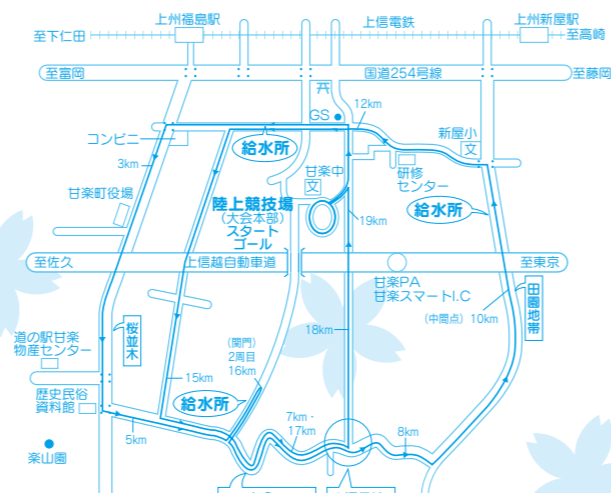 上州福島駅
上信電鉄
上州新屋駅
至下仁田
至高崎
至富岡
国道254号線
至藤岡
12km
GS
コンビニ
給水所
新屋小
文
3km
甘楽中
文
研修
センター
甘楽町役場
陸上競技場
(大会本部)
スタート
ゴール
給水所
19km
至佐久
上信越自動車道
至東京
甘楽PA
甘楽スマートI.C
(中間点) 10km
田園地帯
桜並木
道の駅甘楽
物産センター
18km
(関門)
2周目
16km
15km
給水所
歴史民俗
資料館
7km・
17km
5km
8km
楽山園